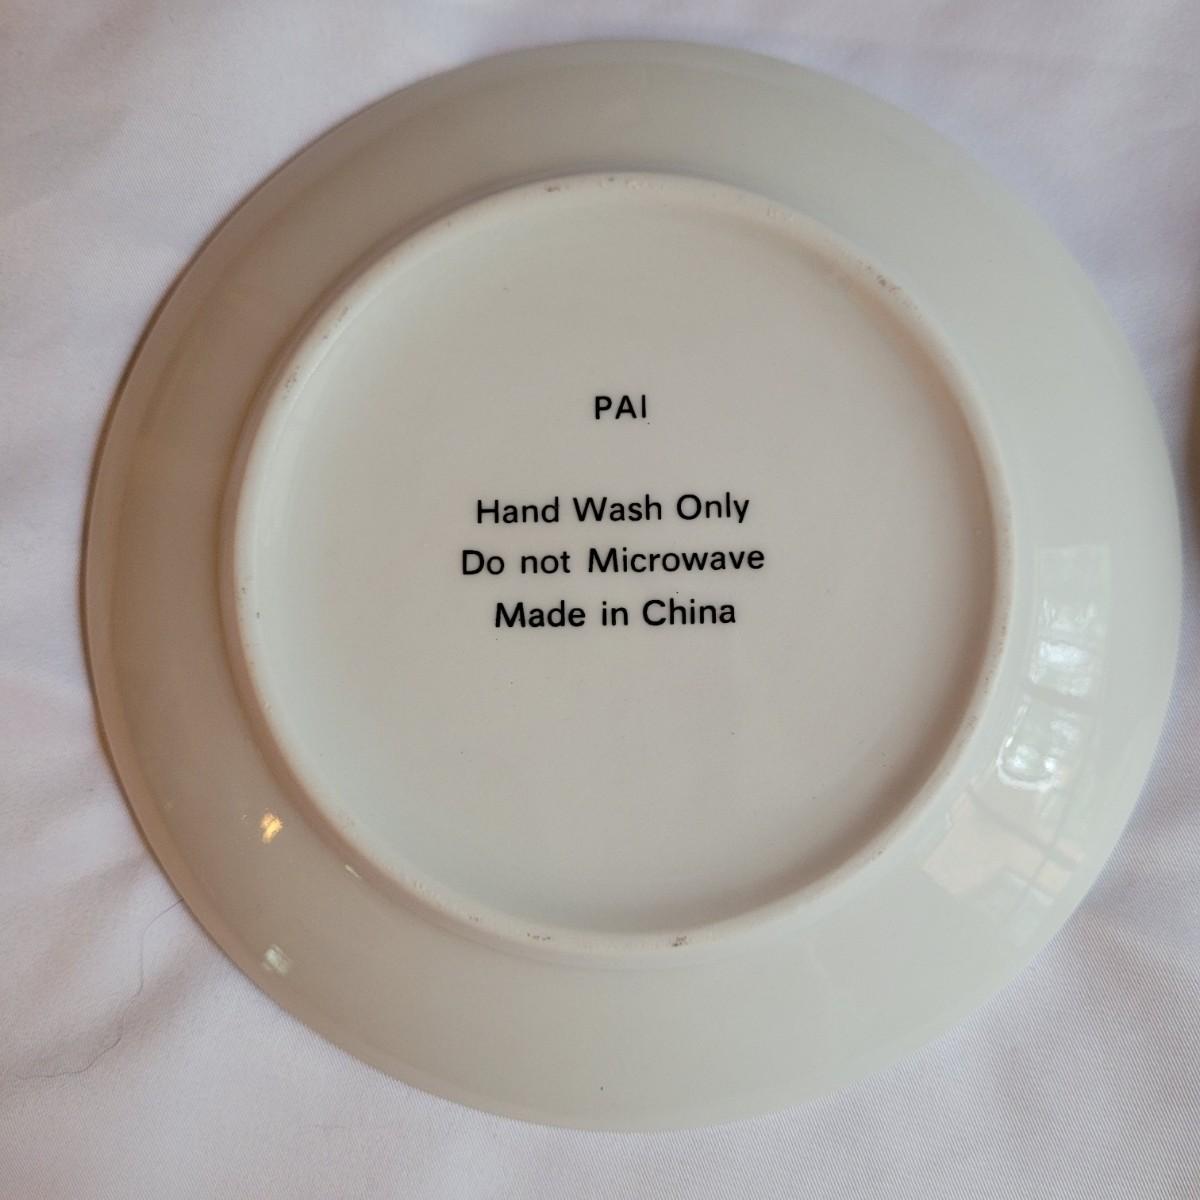 PAI
Hand Wash Only
Do not Microwave
Made in China